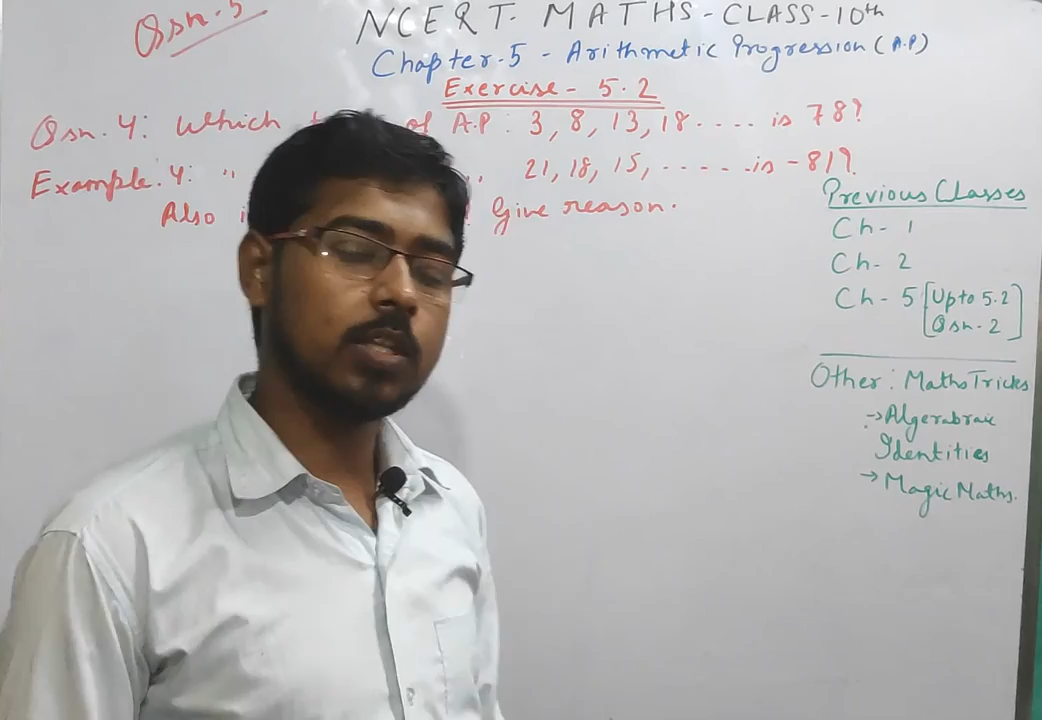 Qsn. 5
NCERT. MATHS - CLASS - 10th
Chapter.5 - Arithmetic Progression (A.P)
Exercise - 5.2
Qsn. 4: Which of A.P : 3, 8, 13, 18 .... is 78?
Example. 4: " " 21, 18, 15, ..... is -81?
Also Give reason.
Previous Classes
Ch - 1
Ch - 2
Ch - 5 [Upto 5.2
Qsn - 2]
Other: Maths Tricks
-> Algerabraic
Identities
-> Magic Maths.